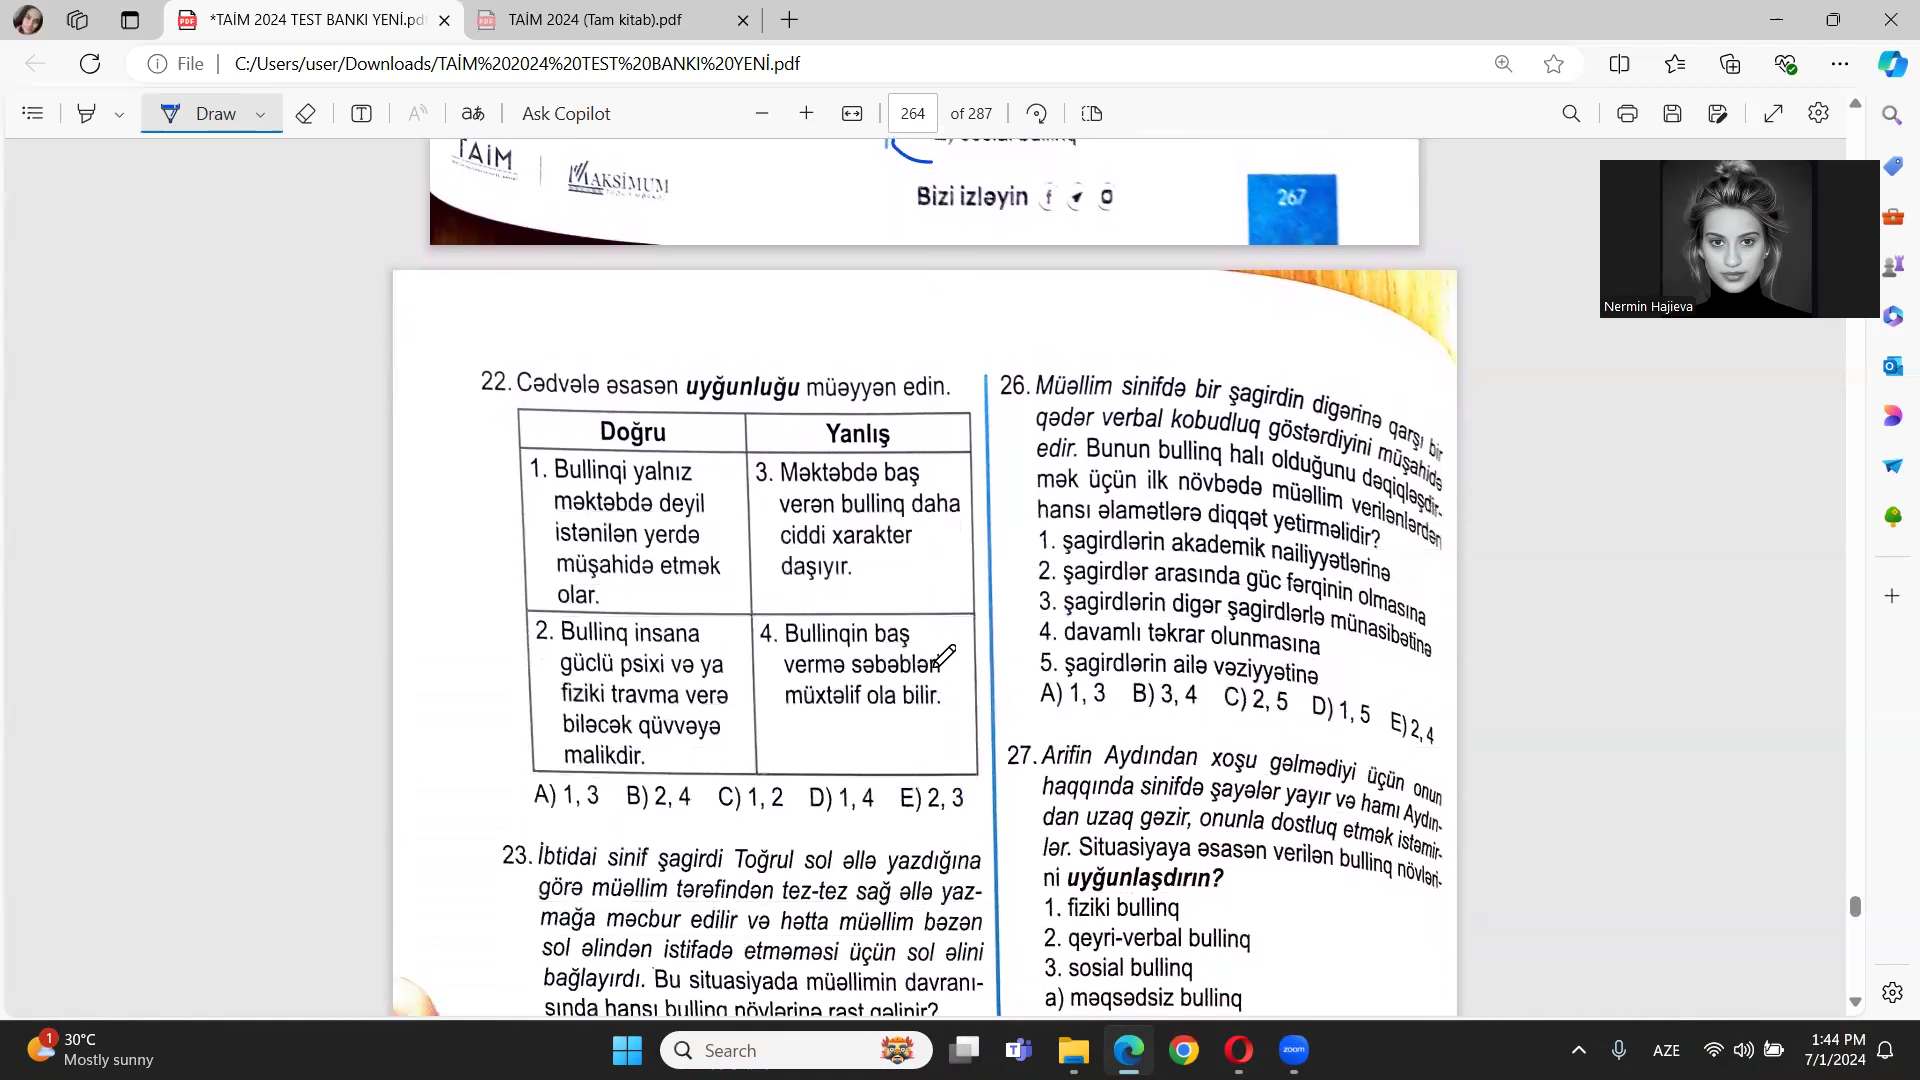 *TAİM 2024 TEST BANKI YENİ.pdf
TAİM 2024 (Tam kitab).pdf
File
C:/Users/user/Downloads/TAİM%202024%20TEST%20BANKI%20YENİ.pdf
Draw
Ask Copilot
264 of 287
TAİM
MAKSİMUM
Bizi izləyin
267
Nermin Hajieva
22. Cədvələ əsasən uyğunluğu müəyyən edin.
Doğru
Yanlış
1. Bullinqi yalnız
məktəbdə deyil
istənilən yerdə
müşahidə etmək
olar.
3. Məktəbdə baş
verən bullinq daha
ciddi xarakter
daşıyır.
2. Bullinq insana
güclü psixi və ya
fiziki travma verə
biləcək qüvvəyə
malikdir.
4. Bullinqin baş
vermə səbəbləri
müxtəlif ola bilir.
A) 1, 3 B) 2, 4 C) 1, 2 D) 1, 4 E) 2, 3
23. İbtidai sinif şagirdi Toğrul sol əllə yazdığına
görə müəllim tərəfindən tez-tez sağ əllə yaz-
mağa məcbur edilir və hətta müəllim bəzən
sol əlindən istifadə etməməsi üçün sol əlini
bağlayırdı. Bu situasiyada müəllimin davranı-
şında hansı bullinq növlərinə rast gəlinir?
26. Müəllim sinifdə bir şagirdin digərinə qarşı bir
qədər verbal kobudluq göstərdiyini müşahidə
edir. Bunun bullinq halı olduğunu dəqiqləşdir-
mək üçün ilk növbədə müəllim verilənlərdən
hansı əlamətlərə diqqət yetirməlidir?
1. şagirdlərin akademik nailiyyətlərinə
2. şagirdlər arasında güc fərqinin olmasına
3. şagirdlərin digər şagirdlərlə münasibətinə
4. davamlı təkrar olunmasına
5. şagirdlərin ailə vəziyyətinə
A) 1, 3 B) 3, 4 C) 2, 5 D) 1, 5 E) 2, 4
27. Arifin Aydından xoşu gəlmədiyi üçün onun
haqqında sinifdə şayələr yayır və hamı Aydın-
dan uzaq gəzir, onunla dostluq etmək istəmir-
lər. Situasiyaya əsasən verilən bullinq növləri-
ni uyğunlaşdırın?
1. fiziki bullinq
2. qeyri-verbal bullinq
3. sosial bullinq
a) məqsədsiz bullinq
1
30°C
Mostly sunny
Search
zoom
AZE
1:44 PM
7/1/2024